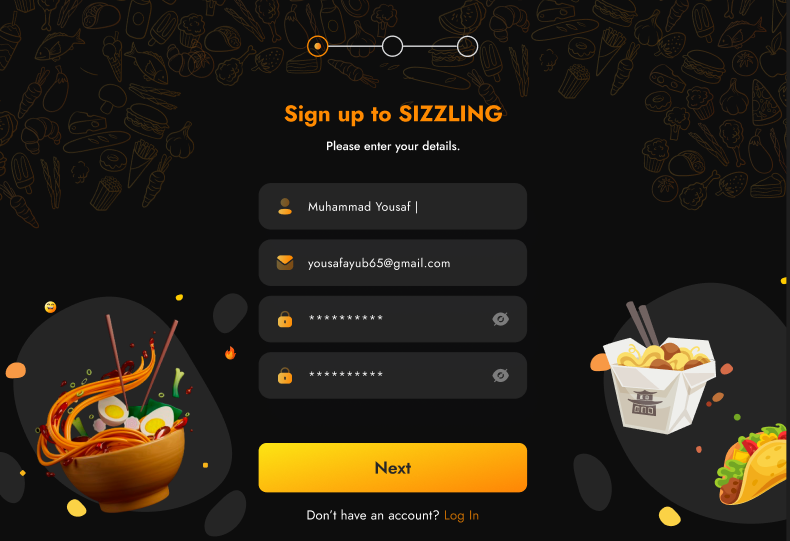 Sign up to SIZZLING
Please enter your details.
Muhammad Yousaf |
yousafayub65@gmail.com
**********
**********
Next
Don't have an account? Log In